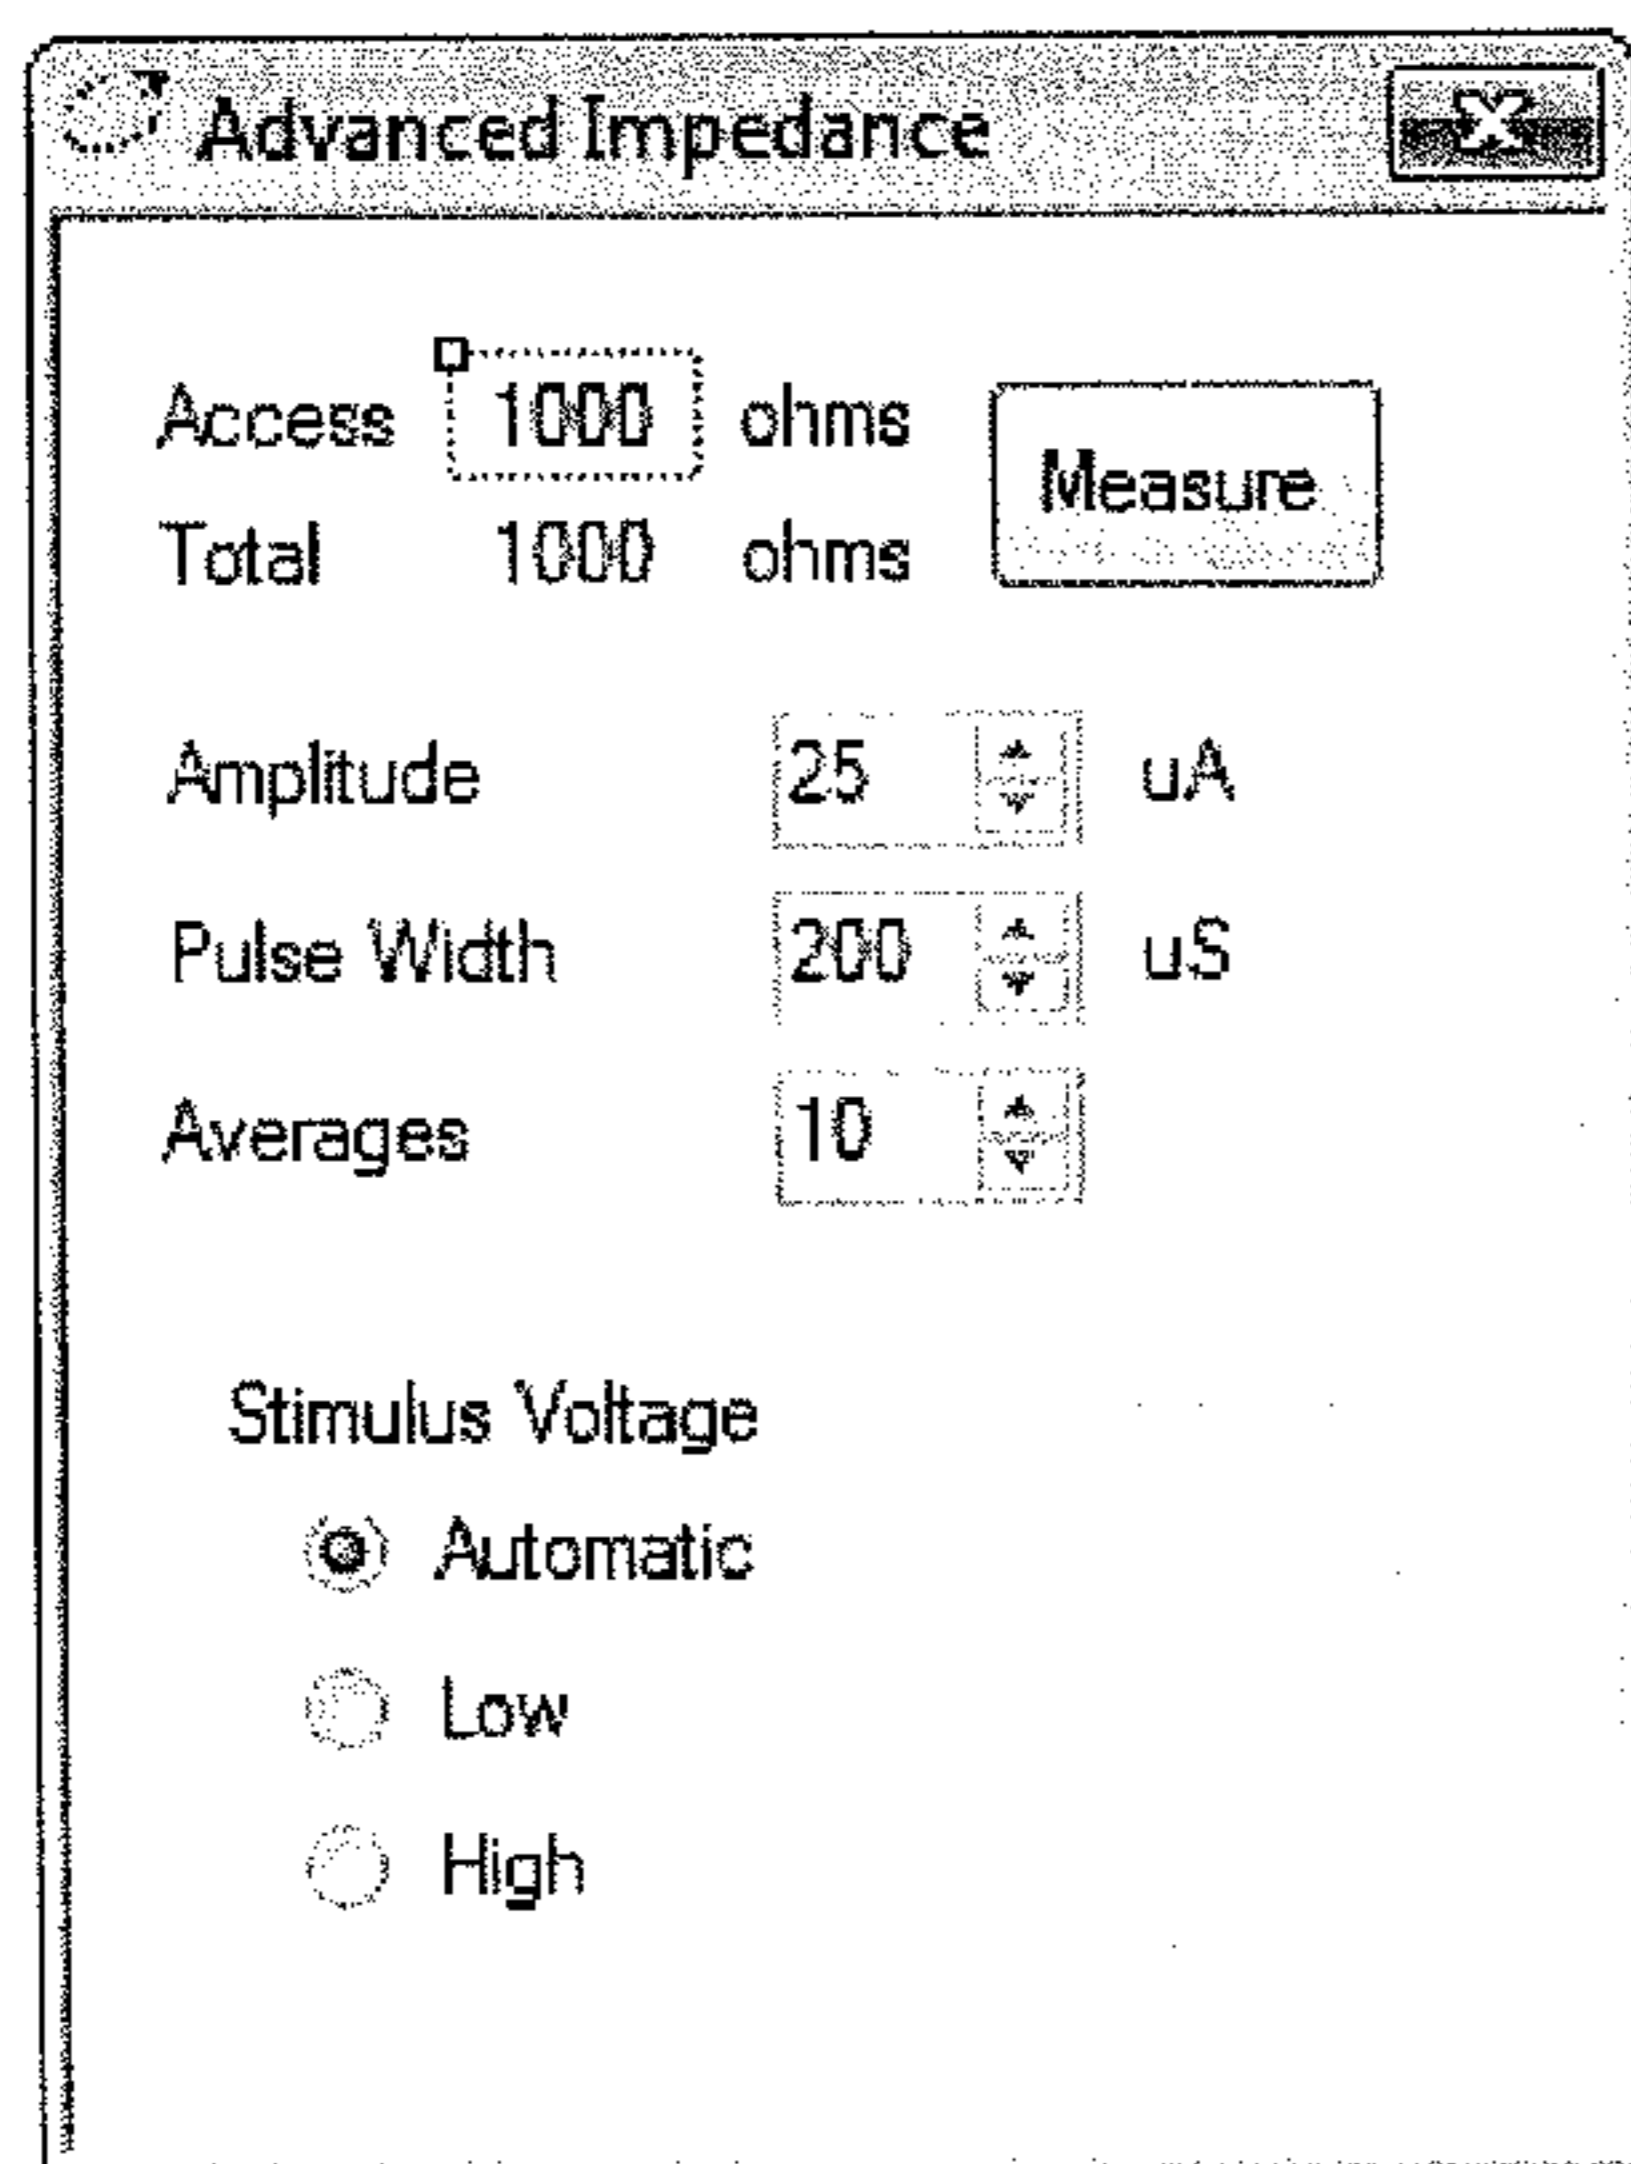 Advanced Impedance
Access 1000 ohms
Measure
Total 1000 ohms
Amplitude 25 uA
Pulse Width 200 uS
Averages 10
Stimulus Voltage
Automatic
Low
High